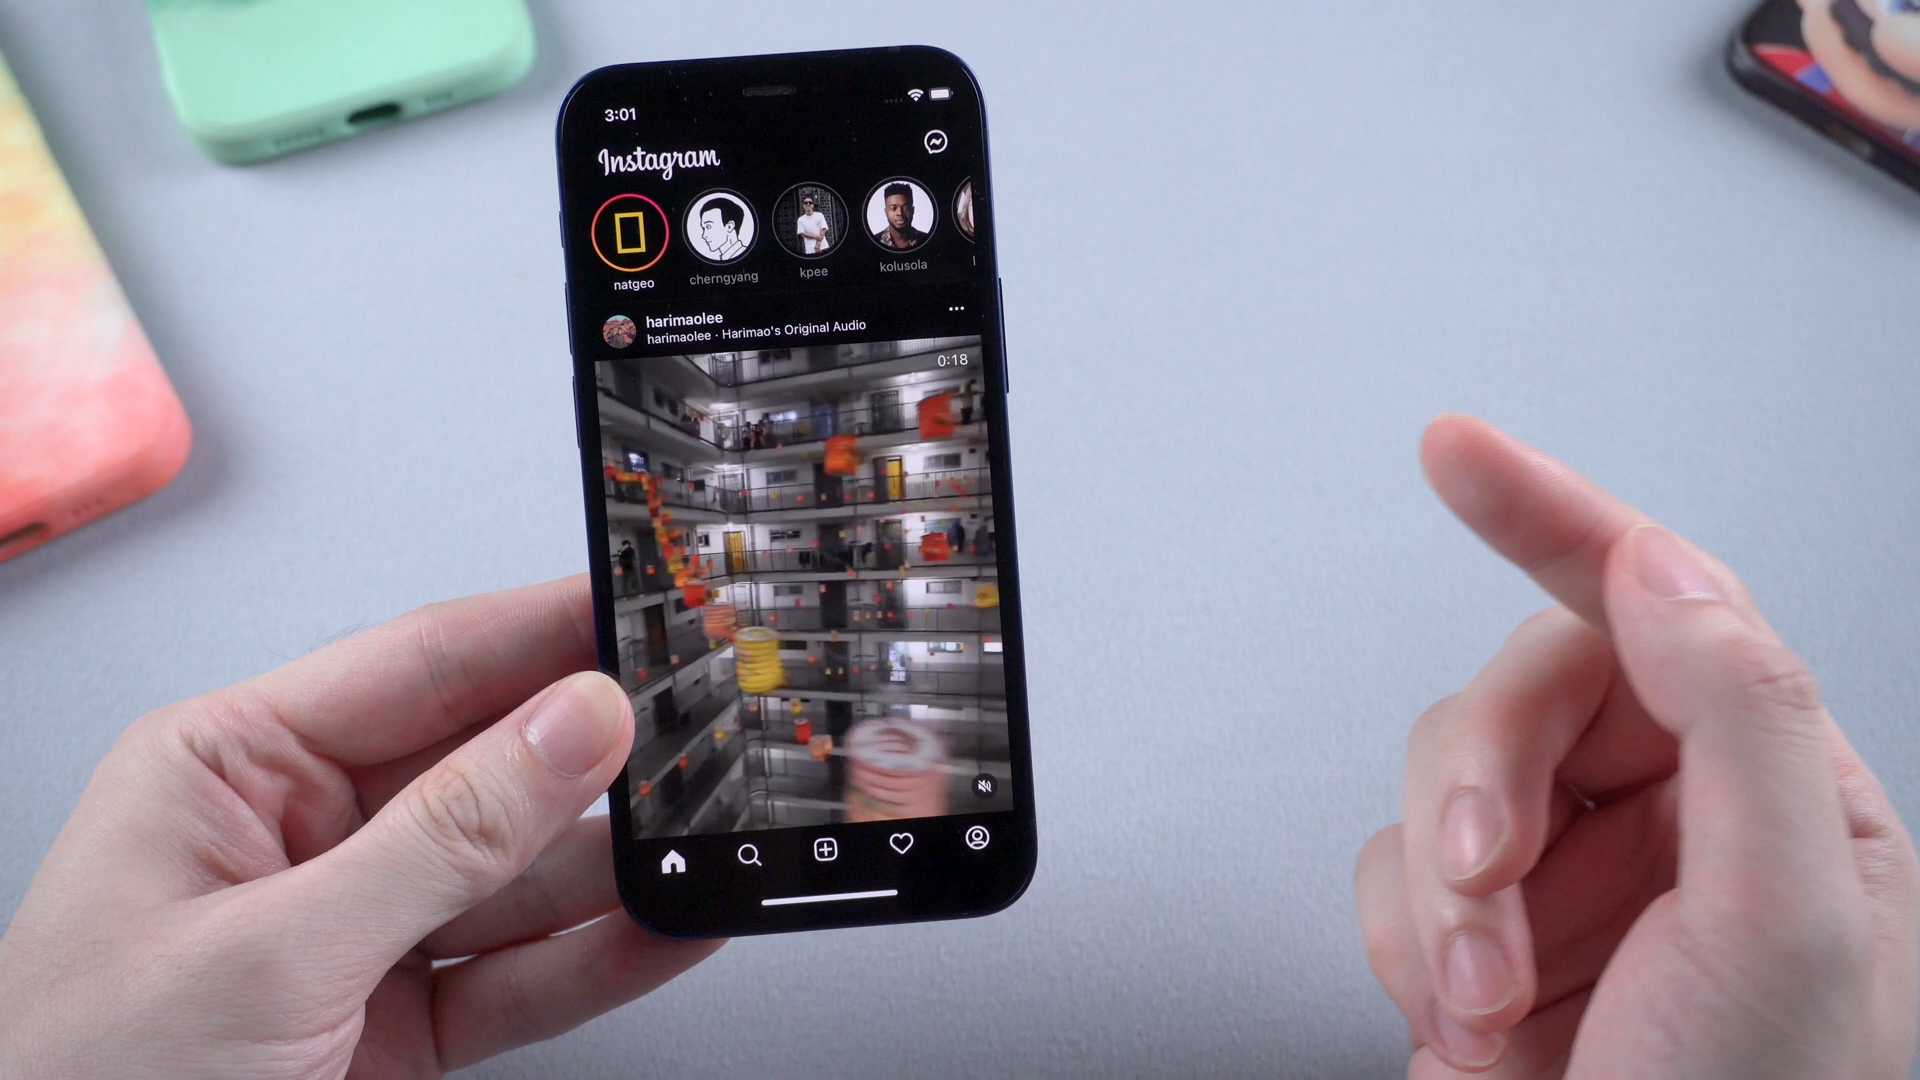 3:01
Instagram
natgeo
cherngyang
kpee
kolusola
harimaolee
harimaolee · Harimao's Original Audio
0:18